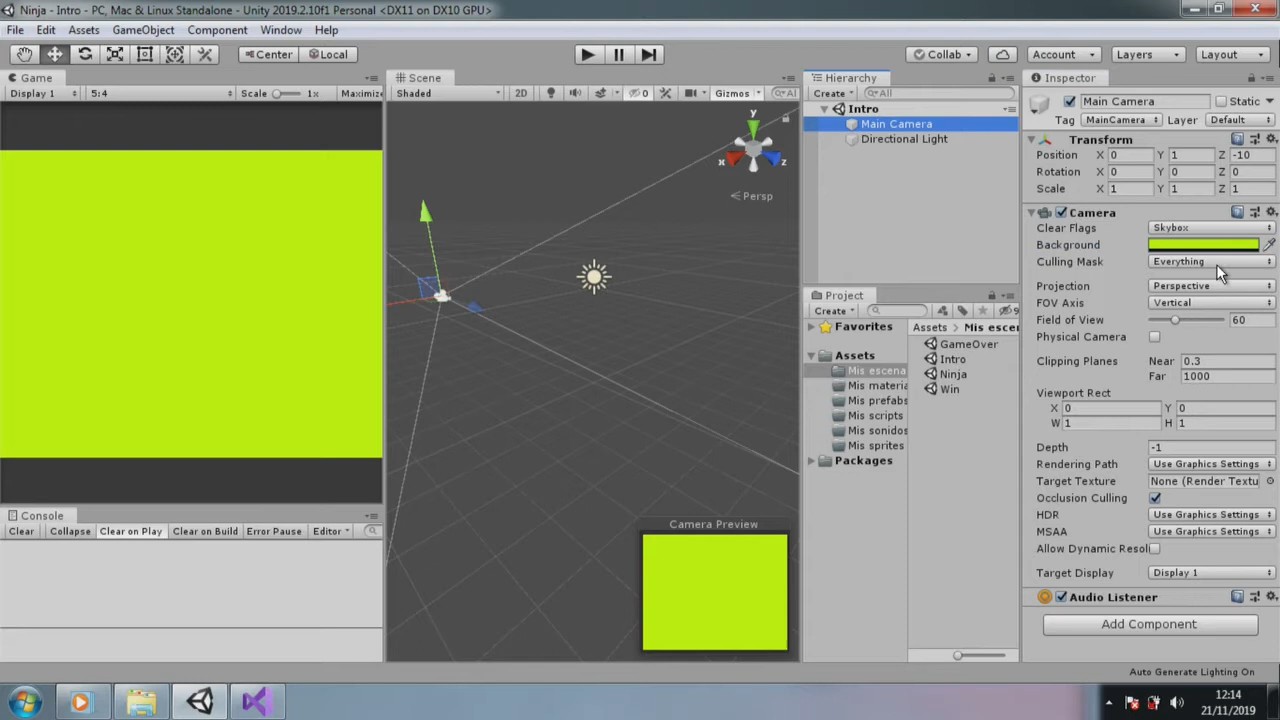 Ninja - Intro - PC, Mac & Linux Standalone - Unity 2019.2.10f1 Personal <DX11 on DX10 GPU>
File Edit Assets GameObject Component Window Help
Center Local Collab Account Layers Layout
Game
Display 1 5:4 Scale 1x Maximize
Scene
Shaded 2D 0 Gizmos All
y
x z
Persp
Camera Preview
Hierarchy
Create All
Intro
Main Camera
Directional Light
Project
Create 9
Favorites
Assets
Mis escena
Mis materia
Mis prefabs
Mis scripts
Mis sonidos
Mis sprites
Packages
Assets Mis escen
GameOver
Intro
Ninja
Win
Console
Clear Collapse Clear on Play Clear on Build Error Pause Editor
Inspector
Main Camera Static
Tag MainCamera Layer Default
Transform
Position X 0 Y 1 Z -10
Rotation X 0 Y 0 Z 0
Scale X 1 Y 1 Z 1
Camera
Clear Flags Skybox
Background
Culling Mask Everything
Projection Perspective
FOV Axis Vertical
Field of View 60
Physical Camera
Clipping Planes Near 0.3
Far 1000
Viewport Rect
X 0 Y 0
W 1 H 1
Depth -1
Rendering Path Use Graphics Settings
Target Texture None (Render Textu
Occlusion Culling
HDR Use Graphics Settings
MSAA Use Graphics Settings
Allow Dynamic Resol
Target Display Display 1
Audio Listener
Add Component
Auto Generate Lighting On
12:14
21/11/2019